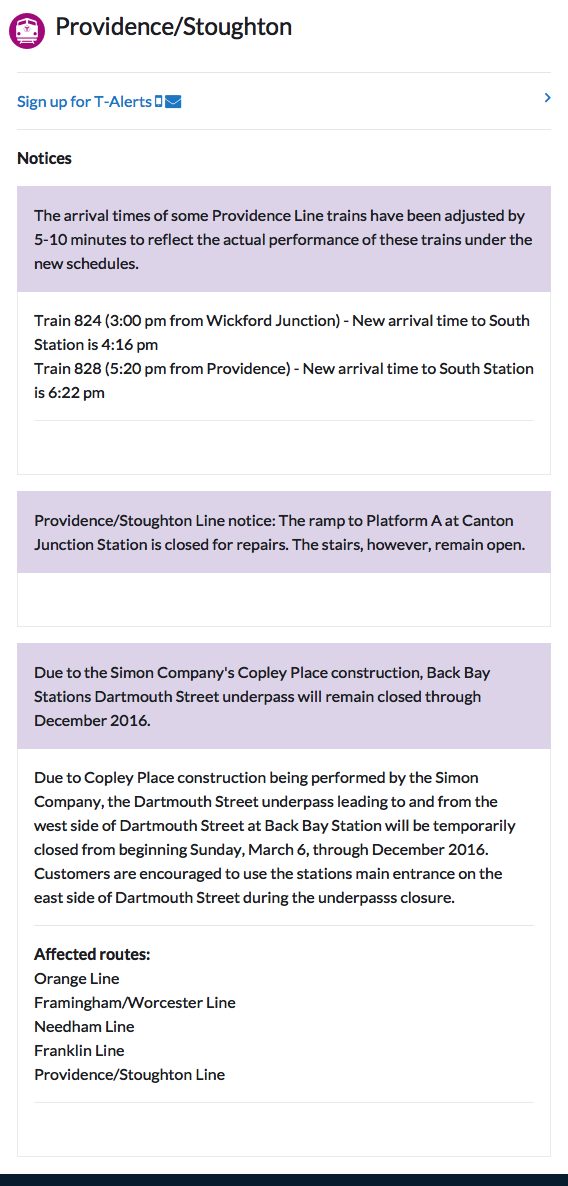 Providence/Stoughton
Sign up for T-Alerts
Notices
The arrival times of some Providence Line trains have been adjusted by
5-10 minutes to reflect the actual performance of these trains under the
new schedules.
Train 824 (3:00 pm from Wickford Junction) - New arrival time to South
Station is 4:16 pm
Train 828 (5:20 pm from Providence) - New arrival time to South Station
is 6:22 pm
Providence/Stoughton Line notice: The ramp to Platform A at Canton
Junction Station is closed for repairs. The stairs, however, remain open.
Due to the Simon Company's Copley Place construction, Back Bay
Stations Dartmouth Street underpass will remain closed through
December 2016.
Due to Copley Place construction being performed by the Simon
Company, the Dartmouth Street underpass leading to and from the
west side of Dartmouth Street at Back Bay Station will be temporarily
closed from beginning Sunday, March 6, through December 2016.
Customers are encouraged to use the stations main entrance on the
east side of Dartmouth Street during the underpasss closure.
Affected routes:
Orange Line
Framingham/Worcester Line
Needham Line
Franklin Line
Providence/Stoughton Line